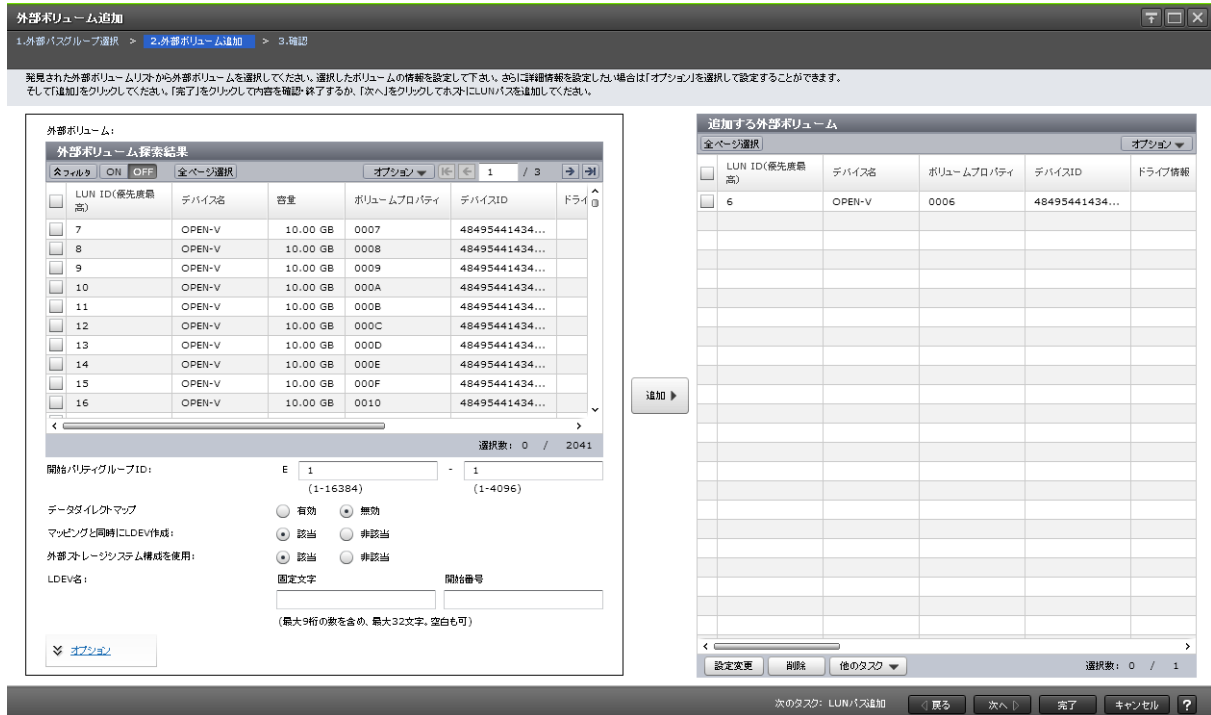 外部ボリューム追加
1.外部パスグループ選択 > 2.外部ボリューム追加 > 3.確認
発見された外部ボリュームリストから外部ボリュームを選択してください。選択したボリュームの情報を設定して下さい。さらに詳細情報を設定したい場合は「オプション」を選択して設定することができます。
そして「追加」をクリックしてください。「完了」をクリックして内容を確認・終了するか、「次へ」をクリックしてホストにLUNパスを追加してください。
外部ボリューム:
外部ボリューム探索結果
フィルタ ON OFF 全ページ選択 オプション 1 / 3
LUN ID(優先度最高) デバイス名 容量 ボリュームプロパティ デバイスID ドライ
7 OPEN-V 10.00 GB 0007 48495441434...
8 OPEN-V 10.00 GB 0008 48495441434...
9 OPEN-V 10.00 GB 0009 48495441434...
10 OPEN-V 10.00 GB 000A 48495441434...
11 OPEN-V 10.00 GB 000B 48495441434...
12 OPEN-V 10.00 GB 000C 48495441434...
13 OPEN-V 10.00 GB 000D 48495441434...
14 OPEN-V 10.00 GB 000E 48495441434...
15 OPEN-V 10.00 GB 000F 48495441434...
16 OPEN-V 10.00 GB 0010 48495441434...
選択数: 0 / 2041
開始パリティグループID: E 1 - 1
(1-16384) (1-4096)
データダイレクトマップ 有効 無効
マッピングと同時にLDEV作成: 該当 非該当
外部ストレージシステム構成を使用: 該当 非該当
LDEV名: 固定文字 開始番号
(最大9桁の数を含め、最大32文字。空白も可)
オプション
追加
追加する外部ボリューム
全ページ選択 オプション
LUN ID(優先度最高) デバイス名 ボリュームプロパティ デバイスID ドライブ情報
6 OPEN-V 0006 48495441434...
設定変更 削除 他のタスク 選択数: 0 / 1
次のタスク: LUNパス追加 戻る 次へ 完了 キャンセル ?